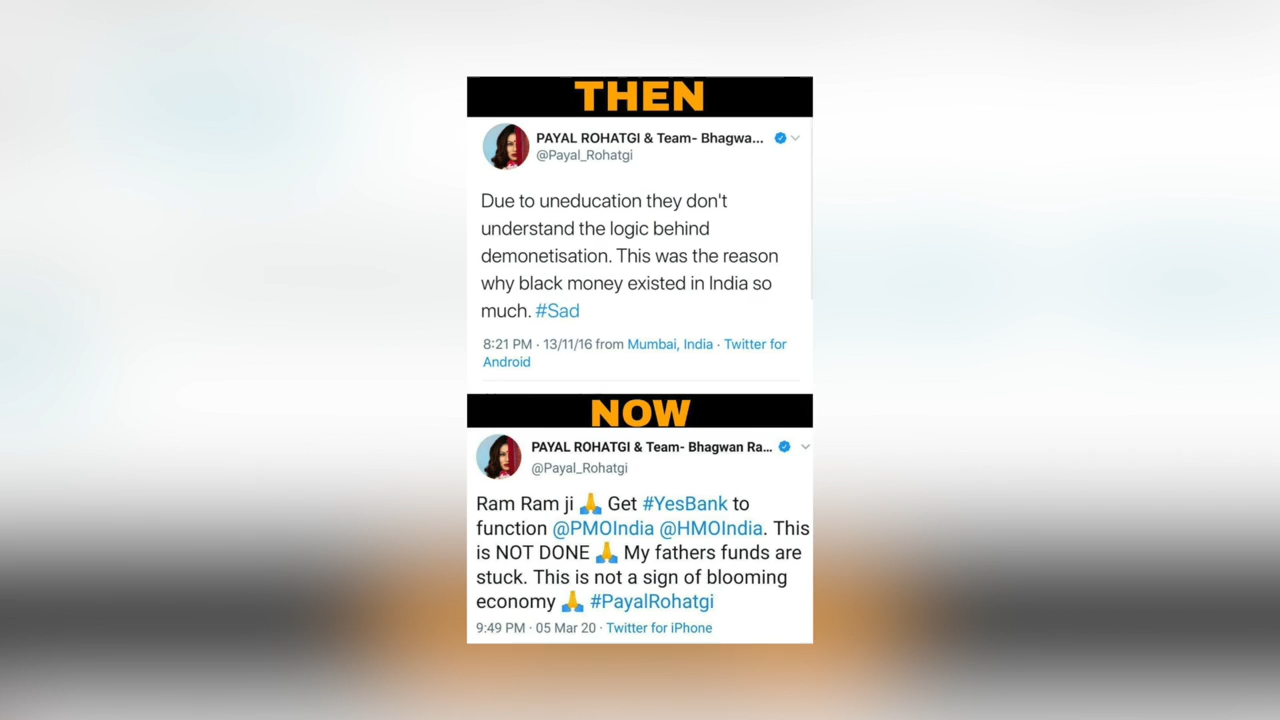 THEN
PAYAL ROHATGI & Team- Bhagwa...
@Payal_Rohatgi
Due to uneducation they don't
understand the logic behind
demonetisation. This was the reason
why black money existed in India so
much. #Sad
8:21 PM · 13/11/16 from Mumbai, India · Twitter for
Android
NOW
PAYAL ROHATGI & Team- Bhagwan Ra...
@Payal_Rohatgi
Ram Ram ji 🙏 Get #YesBank to
function @PMOIndia @HMOIndia. This
is NOT DONE 🙏 My fathers funds are
stuck. This is not a sign of blooming
economy 🙏 #PayalRohatgi
9:49 PM · 05 Mar 20 · Twitter for iPhone